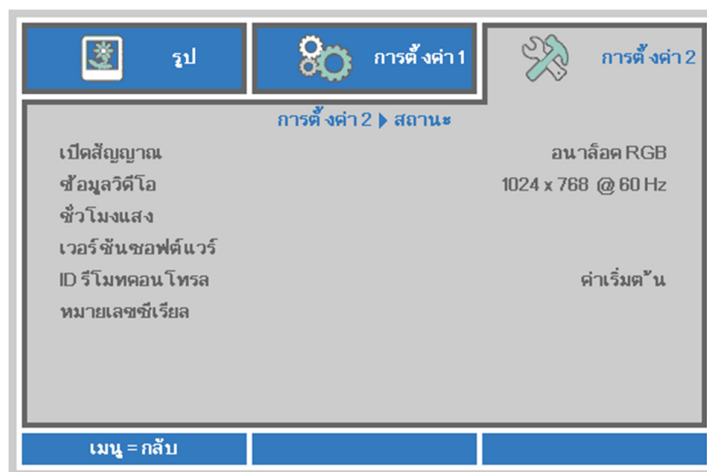 รูป
การตั้งค่า 1
การตั้งค่า 2
การตั้งค่า 2 สถานะ
เปิดสัญญาณ อนาล็อค RGB
ข้อมูลวิดีโอ 1024 x 768 @ 60 Hz
ชั่วโมงแสง
เวอร์ชันซอฟต์แวร์
ID รีโมทคอนโทรล ค่าเริ่มต้น
หมายเลขซีเรียล
เมนู = กลับ